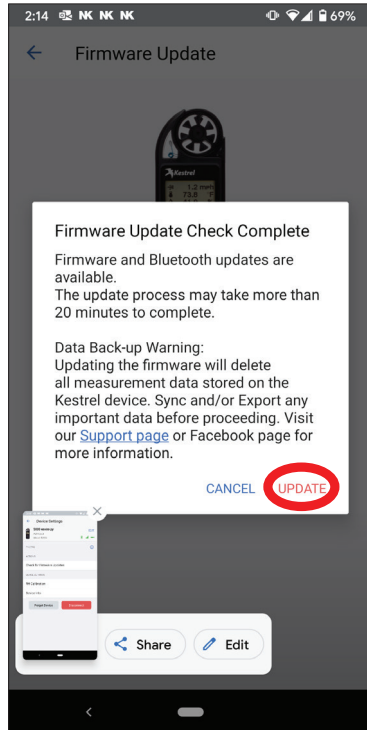 2:14 NK NK NK 69%
Firmware Update
Kestrel
Firmware Update Check Complete
Firmware and Bluetooth updates are
available.
The update process may take more than
20 minutes to complete.
Data Back-up Warning:
Updating the firmware will delete
all measurement data stored on the
Kestrel device. Sync and/or Export any
important data before proceeding. Visit
our Support page or Facebook page for
more information.
CANCEL UPDATE
Device Settings
Share Edit